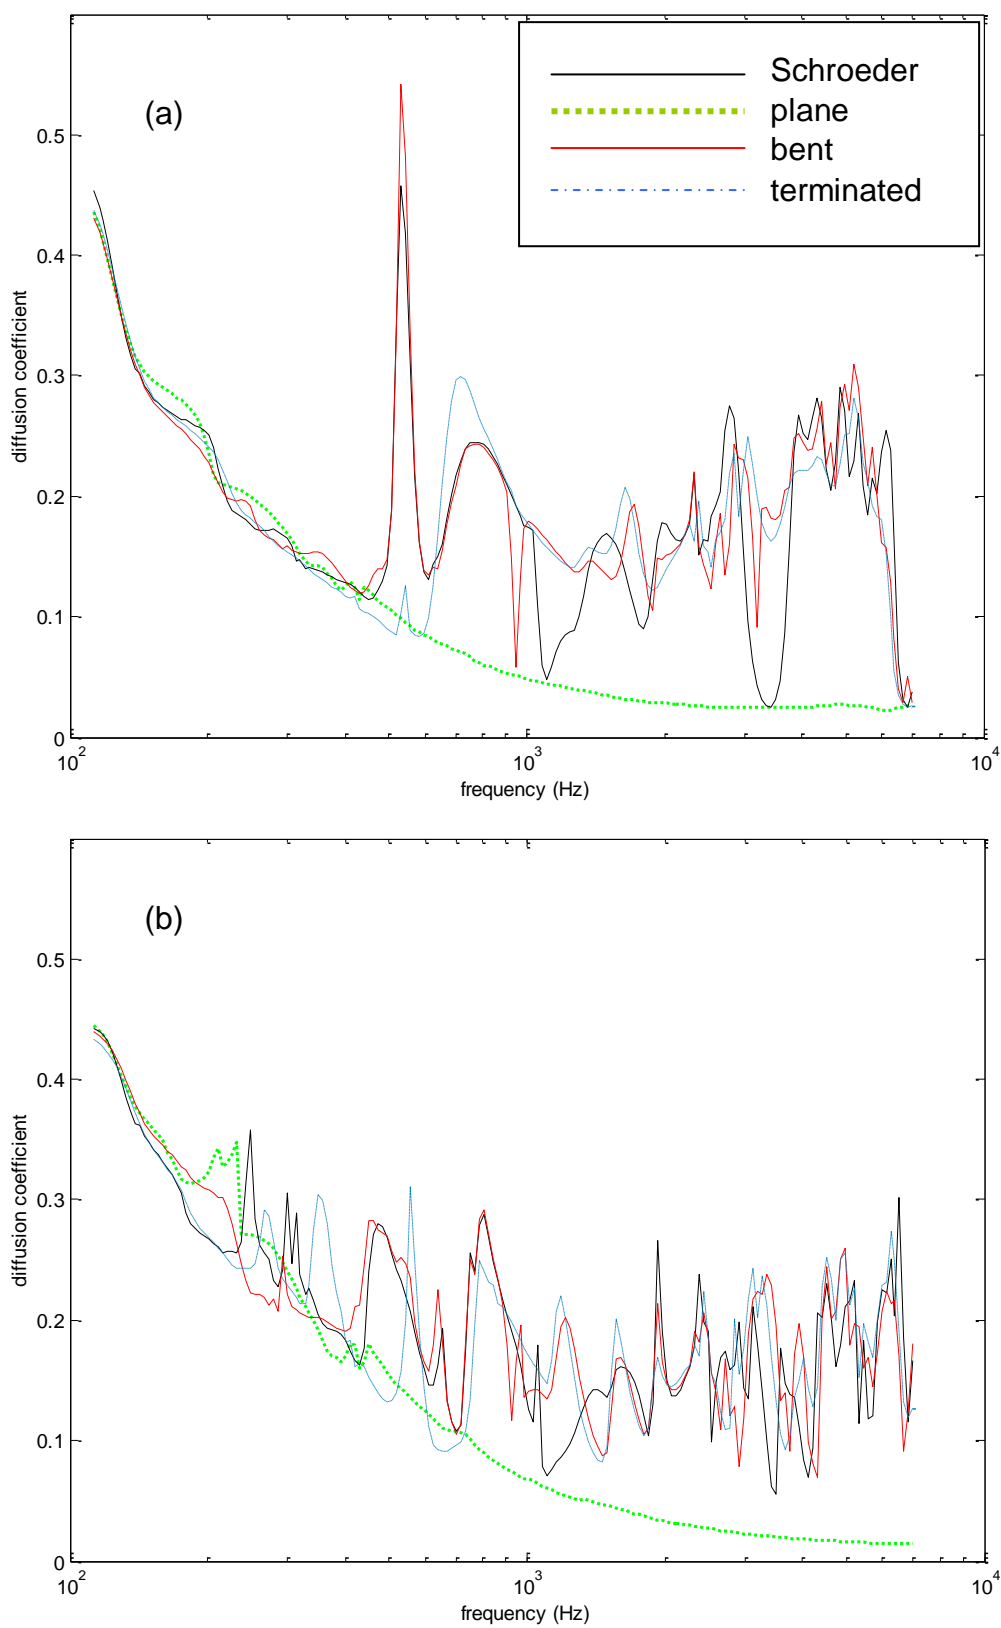 (a)
Schroeder
plane
bent
terminated
0.5
0.4
0.3
0.2
0.1
0
diffusion coefficient
10^2
10^3
10^4
frequency (Hz)
(b)
0.5
0.4
0.3
0.2
0.1
0
diffusion coefficient
10^2
10^3
10^4
frequency (Hz)